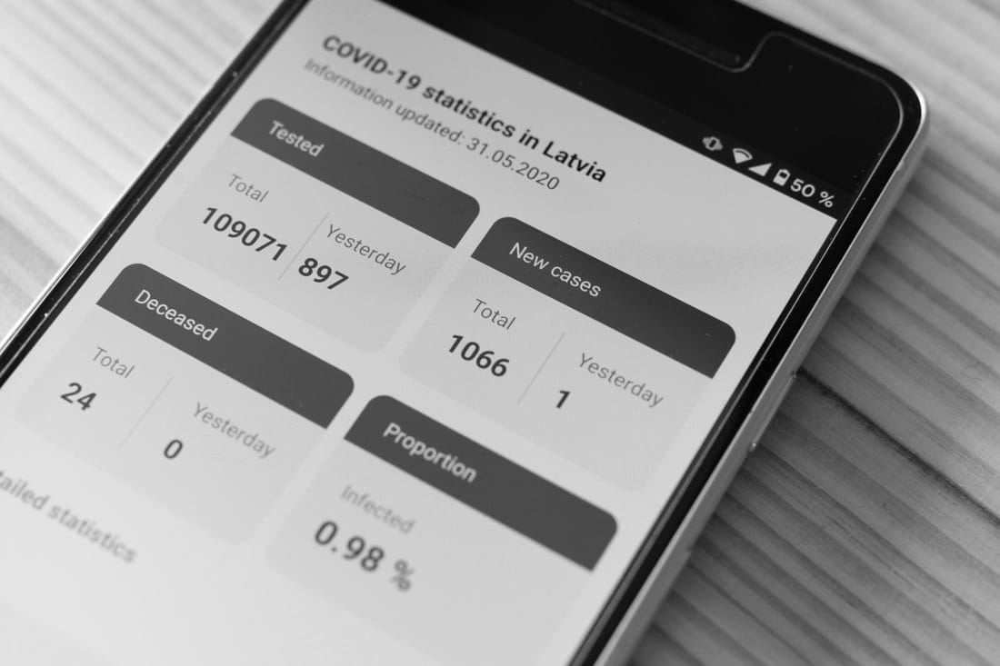 50 %
COVID-19 statistics in Latvia
Information updated: 31.05.2020
Tested
Total
109071
Yesterday
897
New cases
Total
1066
Yesterday
1
Deceased
Total
24
Yesterday
0
Proportion
Infected
0.98 %
tailed statistics